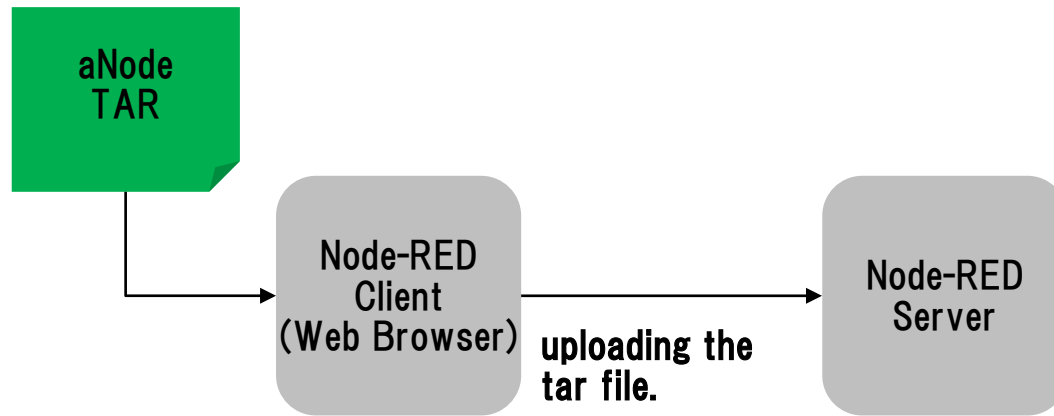 aNode
TAR
Node-RED
Client
(Web Browser)
uploading the
tar file.
Node-RED
Server